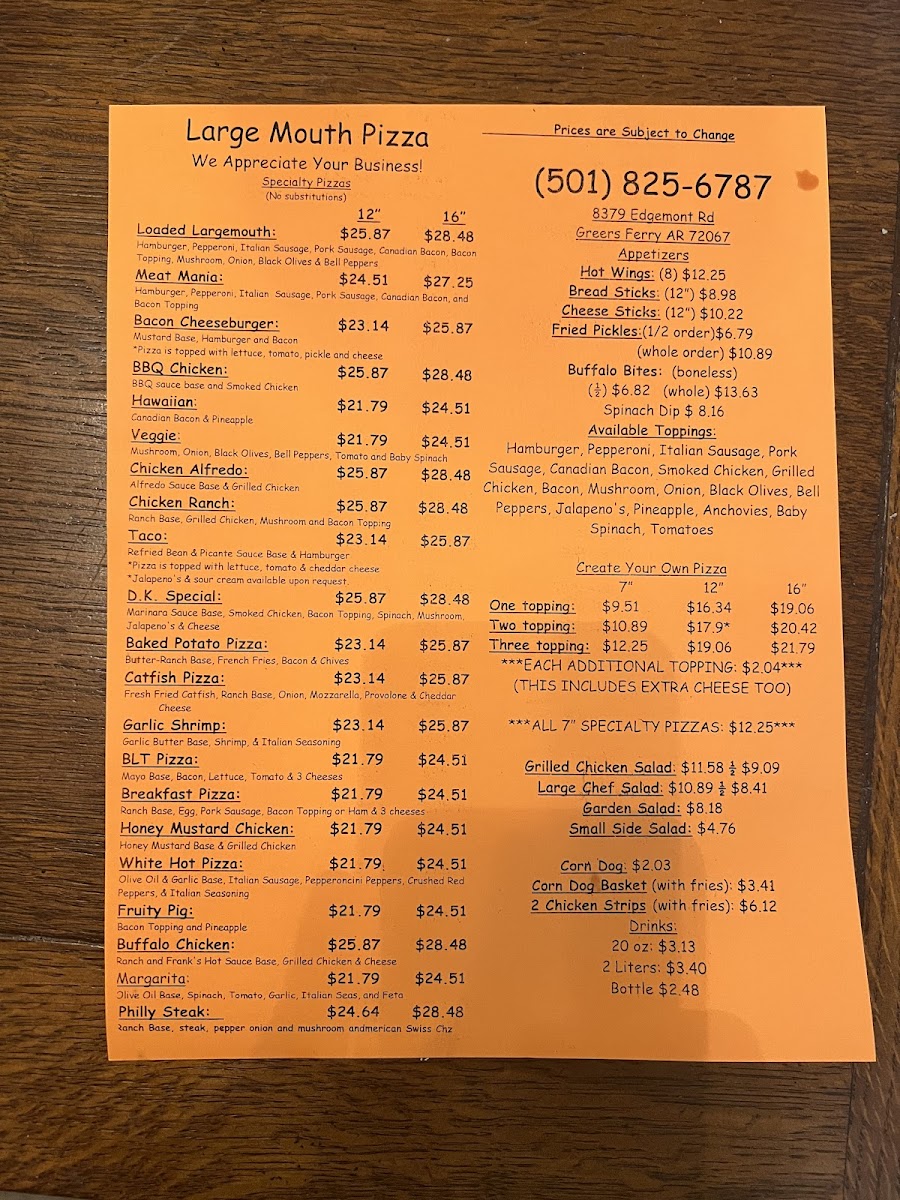 Large Mouth Pizza
We Appreciate Your Business!
Specialty Pizzas
(No substitutions)
12" 16"
Loaded Largemouth: $25.87 $28.48
Hamburger, Pepperoni, Italian Sausage, Pork Sausage, Canadian Bacon, Bacon
Topping, Mushroom, Onion, Black Olives & Bell Peppers
Meat Mania: $24.51 $27.25
Hamburger, Pepperoni, Italian Sausage, Pork Sausage, Canadian Bacon, and
Bacon Topping
Bacon Cheeseburger: $23.14 $25.87
Mustard Base, Hamburger and Bacon
*Pizza is topped with lettuce, tomato, pickle and cheese
BBQ Chicken: $25.87 $28.48
BBQ sauce base and Smoked Chicken
Hawaiian: $21.79 $24.51
Canadian Bacon & Pineapple
Veggie: $21.79 $24.51
Mushroom, Onion, Black Olives, Bell Peppers, Tomato and Baby Spinach
Chicken Alfredo: $25.87 $28.48
Alfredo Sauce Base & Grilled Chicken
Chicken Ranch: $25.87 $28.48
Ranch Base, Grilled Chicken, Mushroom and Bacon Topping
Taco: $23.14 $25.87
Refried Bean & Picante Sauce Base & Hamburger
*Pizza is topped with lettuce, tomato & cheddar cheese
*Jalapeno's & sour cream available upon request.
D.K. Special: $25.87 $28.48
Marinara Sauce Base, Smoked Chicken, Bacon Topping, Spinach, Mushroom,
Jalapeno's & Cheese
Baked Potato Pizza: $23.14 $25.87
Butter-Ranch Base, French Fries, Bacon & Chives
Catfish Pizza: $23.14 $25.87
Fresh Fried Catfish, Ranch Base, Onion, Mozzarella, Provolone & Cheddar
Cheese
Garlic Shrimp: $23.14 $25.87
Garlic Butter Base, Shrimp, & Italian Seasoning
BLT Pizza: $21.79 $24.51
Mayo Base, Bacon, Lettuce, Tomato & 3 Cheeses
Breakfast Pizza: $21.79 $24.51
Ranch Base, Egg, Pork Sausage, Bacon Topping or Ham & 3 cheeses
Honey Mustard Chicken: $21.79 $24.51
Honey Mustard Base & Grilled Chicken
White Hot Pizza: $21.79 $24.51
Olive Oil & Garlic Base, Italian Sausage, Pepperoncini Peppers, Crushed Red
Peppers, & Italian Seasoning
Fruity Pig: $21.79 $24.51
Bacon Topping and Pineapple
Buffalo Chicken: $25.87 $28.48
Ranch and Frank's Hot Sauce Base, Grilled Chicken & Cheese
Margarita: $21.79 $24.51
Olive Oil Base, Spinach, Tomato, Garlic, Italian Seas, and Feta
Philly Steak: $24.64 $28.48
Ranch Base, steak, pepper onion and mushroom andmerican Swiss Chz
Prices are Subject to Change
(501) 825-6787
8379 Edgemont Rd
Greers Ferry AR 72067
Appetizers
Hot Wings: (8) $12.25
Bread Sticks: (12") $8.98
Cheese Sticks: (12") $10.22
Fried Pickles:(1/2 order)$6.79
(whole order) $10.89
Buffalo Bites: (boneless)
(½) $6.82 (whole) $13.63
Spinach Dip $ 8.16
Available Toppings:
Hamburger, Pepperoni, Italian Sausage, Pork
Sausage, Canadian Bacon, Smoked Chicken, Grilled
Chicken, Bacon, Mushroom, Onion, Black Olives, Bell
Peppers, Jalapeno's, Pineapple, Anchovies, Baby
Spinach, Tomatoes
Create Your Own Pizza
7" 12" 16"
One topping: $9.51 $16.34 $19.06
Two topping: $10.89 $17.9* $20.42
Three topping: $12.25 $19.06 $21.79
***EACH ADDITIONAL TOPPING: $2.04***
(THIS INCLUDES EXTRA CHEESE TOO)
***ALL 7" SPECIALTY PIZZAS: $12.25***
Grilled Chicken Salad: $11.58 ½ $9.09
Large Chef Salad: $10.89 ½ $8.41
Garden Salad: $8.18
Small Side Salad: $4.76
Corn Dog: $2.03
Corn Dog Basket (with fries): $3.41
2 Chicken Strips (with fries): $6.12
Drinks:
20 oz: $3.13
2 Liters: $3.40
Bottle $2.48